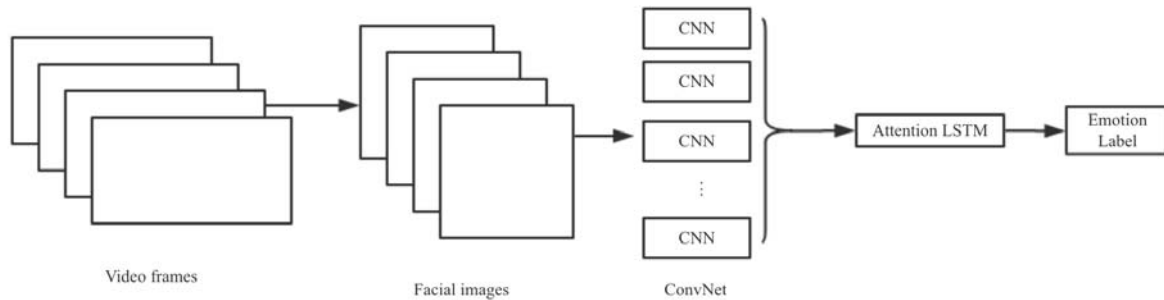 CNN
CNN
CNN
⋮
CNN
Attention LSTM
Emotion
Label
Video frames
Facial images
ConvNet